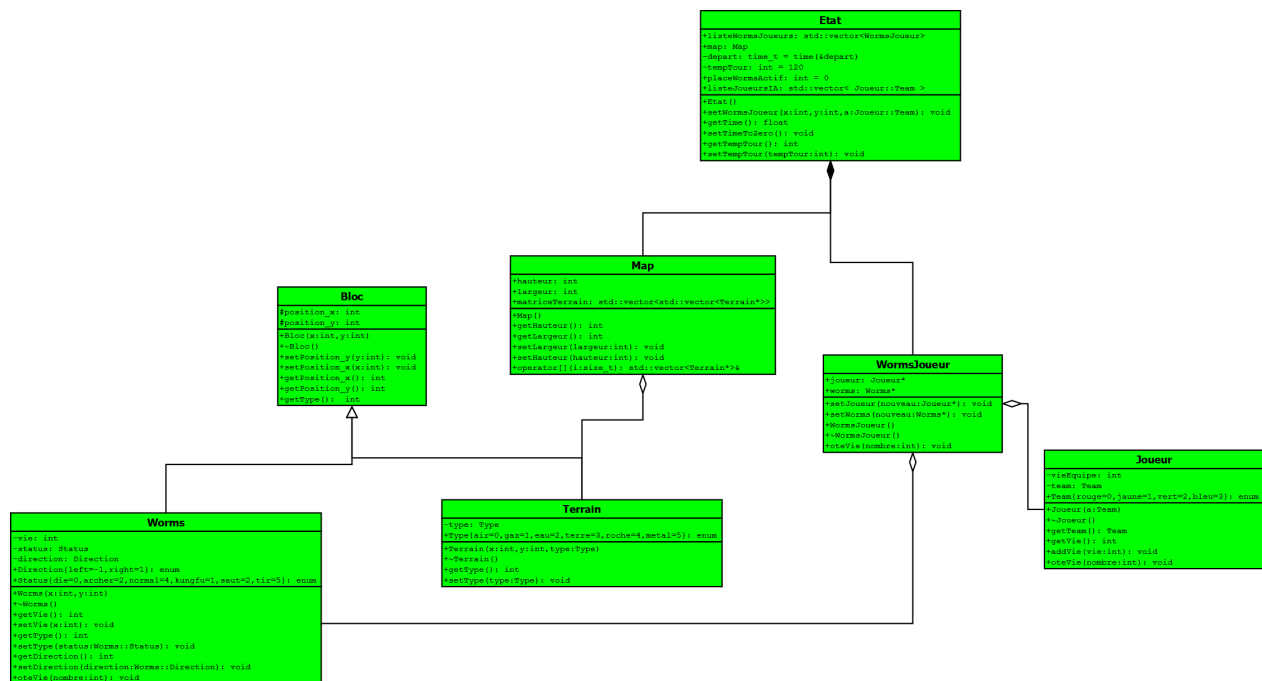 Etat
+listeWormsJoueurs: std::vector<WormsJoueur>
+map: Map
-depart: time_t = time(&depart)
-tempTour: int = 120
+placeWormsActif: int = 0
+listeJoueursIA: std::vector< Joueur::Team >
+Etat()
+setWormsJoueur(x:int,y:int,a:Joueur::Team): void
+getTime(): float
+setTimeToZero(): void
+getTempTour(): int
+setTempTour(tempTour:int): void
Map
+hauteur: int
+largeur: int
+matriceTerrain: std::vector<std::vector<Terrain*>>
+Map()
+getHauteur(): int
+getLargeur(): int
+setLargeur(largeur:int): void
+setHauteur(hauteur:int): void
+operator[](i:size_t): std::vector<Terrain*>&
Bloc
#position_x: int
#position_y: int
+Bloc(x:int,y:int)
+~Bloc()
+setPosition_y(y:int): void
+setPosition_x(x:int): void
+getPosition_x(): int
+getPosition_y(): int
+getType(): int
WormsJoueur
+joueur: Joueur*
+worms: Worms*
+setJoueur(nouveau:Joueur*): void
+setWorms(nouveau:Worms*): void
+WormsJoueur()
+~WormsJoueur()
+oteVie(nombre:int): void
Joueur
-vieEquipe: int
-team: Team
+Team{rouge=0,jaune=1,vert=2,bleu=3}: enum
+Joueur(a:Team)
+~Joueur()
+getTeam(): Team
+getVie(): int
+addVie(vie:int): void
+oteVie(nombre:int): void
Terrain
-type: Type
+Type{air=0,gaz=1,eau=2,terre=3,roche=4,metal=5}: enum
+Terrain(x:int,y:int,type:Type)
+~Terrain()
+getType(): int
+setType(type:Type): void
Worms
-vie: int
-status: Status
-direction: Direction
+Direction{left=-1,right=1}: enum
+Status{die=0,archer=2,normal=4,kungfu=1,saut=2,tir=5}: enum
+Worms(x:int,y:int)
+~Worms()
+getVie(): int
+setVie(x:int): void
+getType(): int
+setType(status:Worms::Status): void
+getDirection(): int
+setDirection(direction:Worms::Direction): void
+oteVie(nombre:int): void